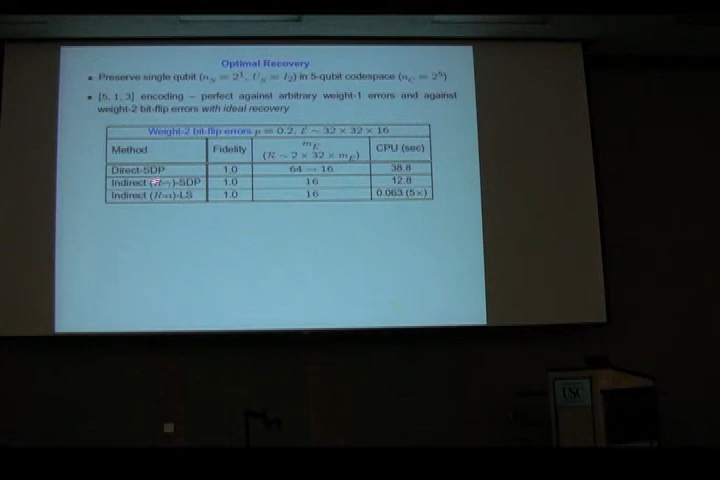 Optimal Recovery
Preserve single qubit (n_S = 2^1, U_S = I_2) in 5-qubit codespace (n_C = 2^5)
[5, 1, 3] encoding – perfect against arbitrary weight-1 errors and against
weight-2 bit-flip errors with ideal recovery
Weight-2 bit-flip errors p = 0.2, E ~ 32 × 32 × 16
Method Fidelity m_E (R ~ 2 × 32 × m_E) CPU (sec)
Direct-SDP 1.0 64 → 16 38.8
Indirect -SDP 1.0 16 12.8
Indirect -LS 1.0 16 0.063 (5×)
USC